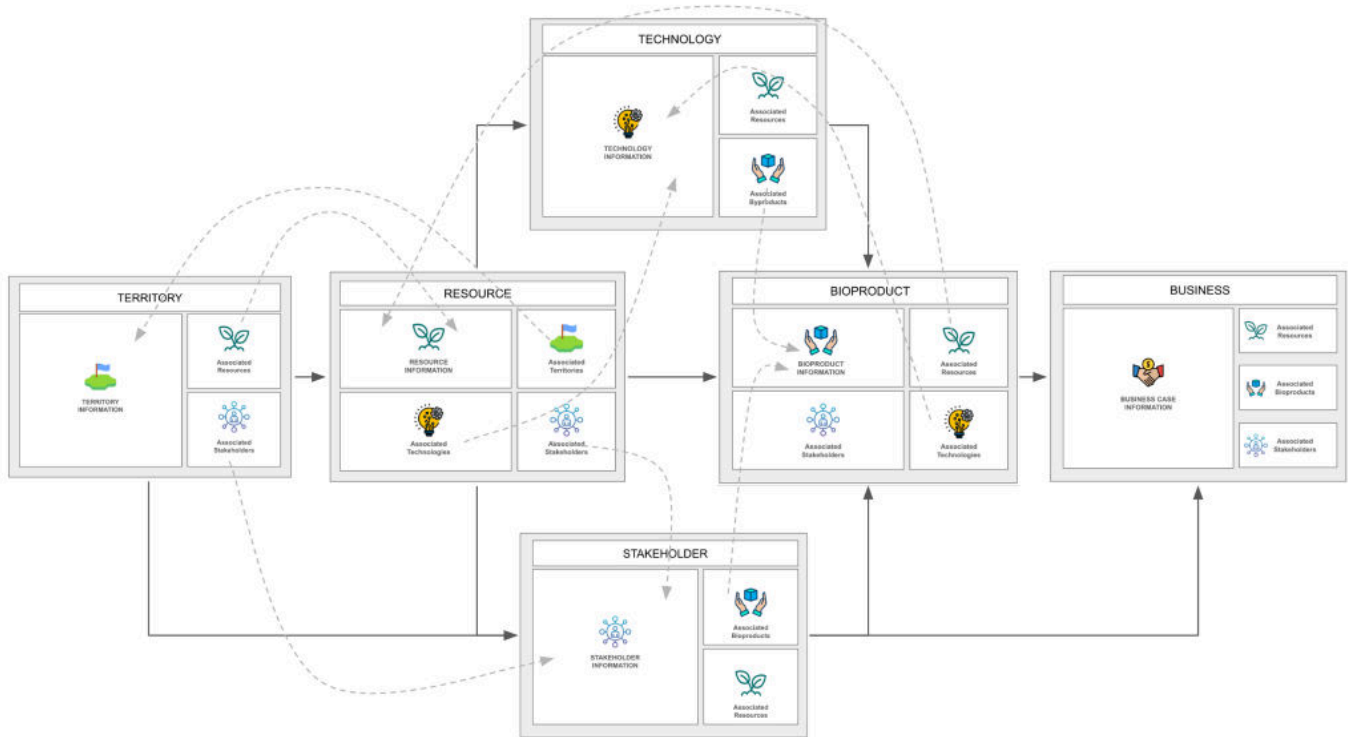 TECHNOLOGY
TECHNOLOGY
INFORMATION
Associated
Resources
Associated
Byproducts
TERRITORY
TERRITORY
INFORMATION
Associated
Resources
Associated
Stakeholders
RESOURCE
RESOURCE
INFORMATION
Associated
Territories
Associated
Technologies
Associated
Stakeholders
BIOPRODUCT
BIOPRODUCT
INFORMATION
Associated
Resources
Associated
Stakeholders
Associated
Technologies
BUSINESS
BUSINESS CASE
INFORMATION
Associated
Resources
Associated
Bioproducts
Associated
Stakeholders
STAKEHOLDER
STAKEHOLDER
INFORMATION
Associated
Bioproducts
Associated
Resources